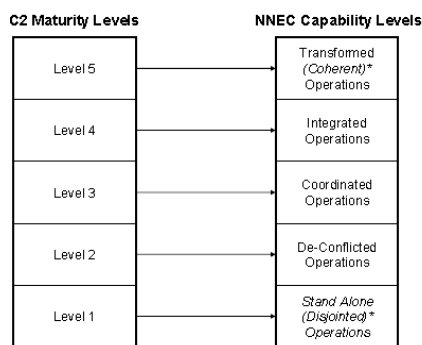 C2 Maturity Levels
NNEC Capability Levels
Level 5
Transformed
(Coherent)*
Operations
Level 4
Integrated
Operations
Level 3
Coordinated
Operations
Level 2
De-Conflicted
Operations
Level 1
Stand Alone
(Disjointed)*
Operations